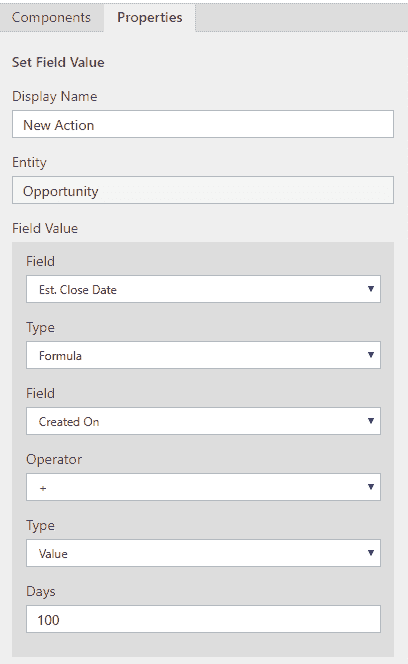 Components Properties
Set Field Value
Display Name
New Action
Entity
Opportunity
Field Value
Field
Est. Close Date
Type
Formula
Field
Created On
Operator
+
Type
Value
Days
100